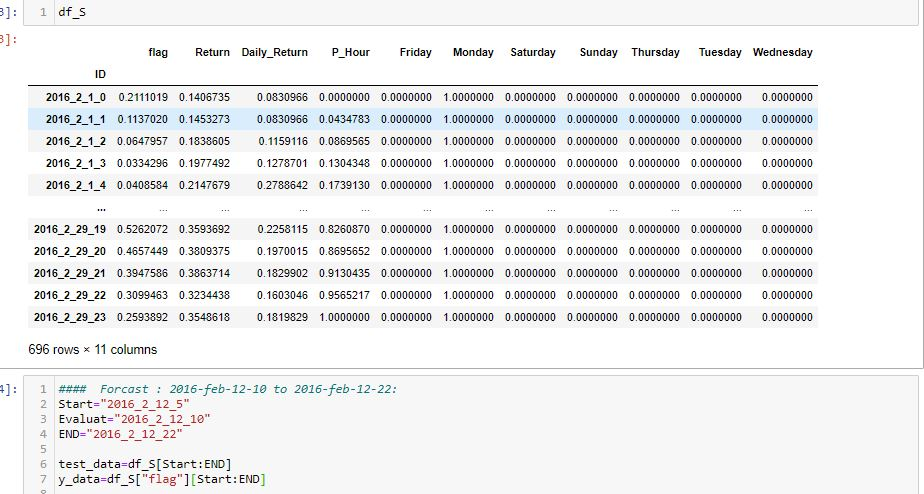 3]: 1 df_S
3]:
flag Return Daily_Return P_Hour Friday Monday Saturday Sunday Thursday Tuesday Wednesday
ID
2016_2_1_0 0.2111019 0.1406735 0.0830966 0.0000000 0.0000000 1.0000000 0.0000000 0.0000000 0.0000000 0.0000000 0.0000000
2016_2_1_1 0.1137020 0.1453273 0.0830966 0.0434783 0.0000000 1.0000000 0.0000000 0.0000000 0.0000000 0.0000000 0.0000000
2016_2_1_2 0.0647957 0.1838605 0.1159116 0.0869565 0.0000000 1.0000000 0.0000000 0.0000000 0.0000000 0.0000000 0.0000000
2016_2_1_3 0.0334296 0.1977492 0.1278701 0.1304348 0.0000000 1.0000000 0.0000000 0.0000000 0.0000000 0.0000000 0.0000000
2016_2_1_4 0.0408584 0.2147679 0.2788642 0.1739130 0.0000000 1.0000000 0.0000000 0.0000000 0.0000000 0.0000000 0.0000000
... ... ... ... ... ... ... ... ... ... ... ...
2016_2_29_19 0.5262072 0.3593692 0.2258115 0.8260870 0.0000000 1.0000000 0.0000000 0.0000000 0.0000000 0.0000000 0.0000000
2016_2_29_20 0.4657449 0.3809375 0.1970015 0.8695652 0.0000000 1.0000000 0.0000000 0.0000000 0.0000000 0.0000000 0.0000000
2016_2_29_21 0.3947586 0.3863714 0.1829902 0.9130435 0.0000000 1.0000000 0.0000000 0.0000000 0.0000000 0.0000000 0.0000000
2016_2_29_22 0.3099463 0.3234438 0.1603046 0.9565217 0.0000000 1.0000000 0.0000000 0.0000000 0.0000000 0.0000000 0.0000000
2016_2_29_23 0.2593892 0.3548618 0.1819829 1.0000000 0.0000000 1.0000000 0.0000000 0.0000000 0.0000000 0.0000000 0.0000000
696 rows × 11 columns
4]: 1 #### Forcast : 2016-feb-12-10 to 2016-feb-12-22:
2 Start="2016_2_12_5"
3 Evaluat="2016_2_12_10"
4 END="2016_2_12_22"
5
6 test_data=df_S[Start:END]
7 y_data=df_S["flag"][Start:END]